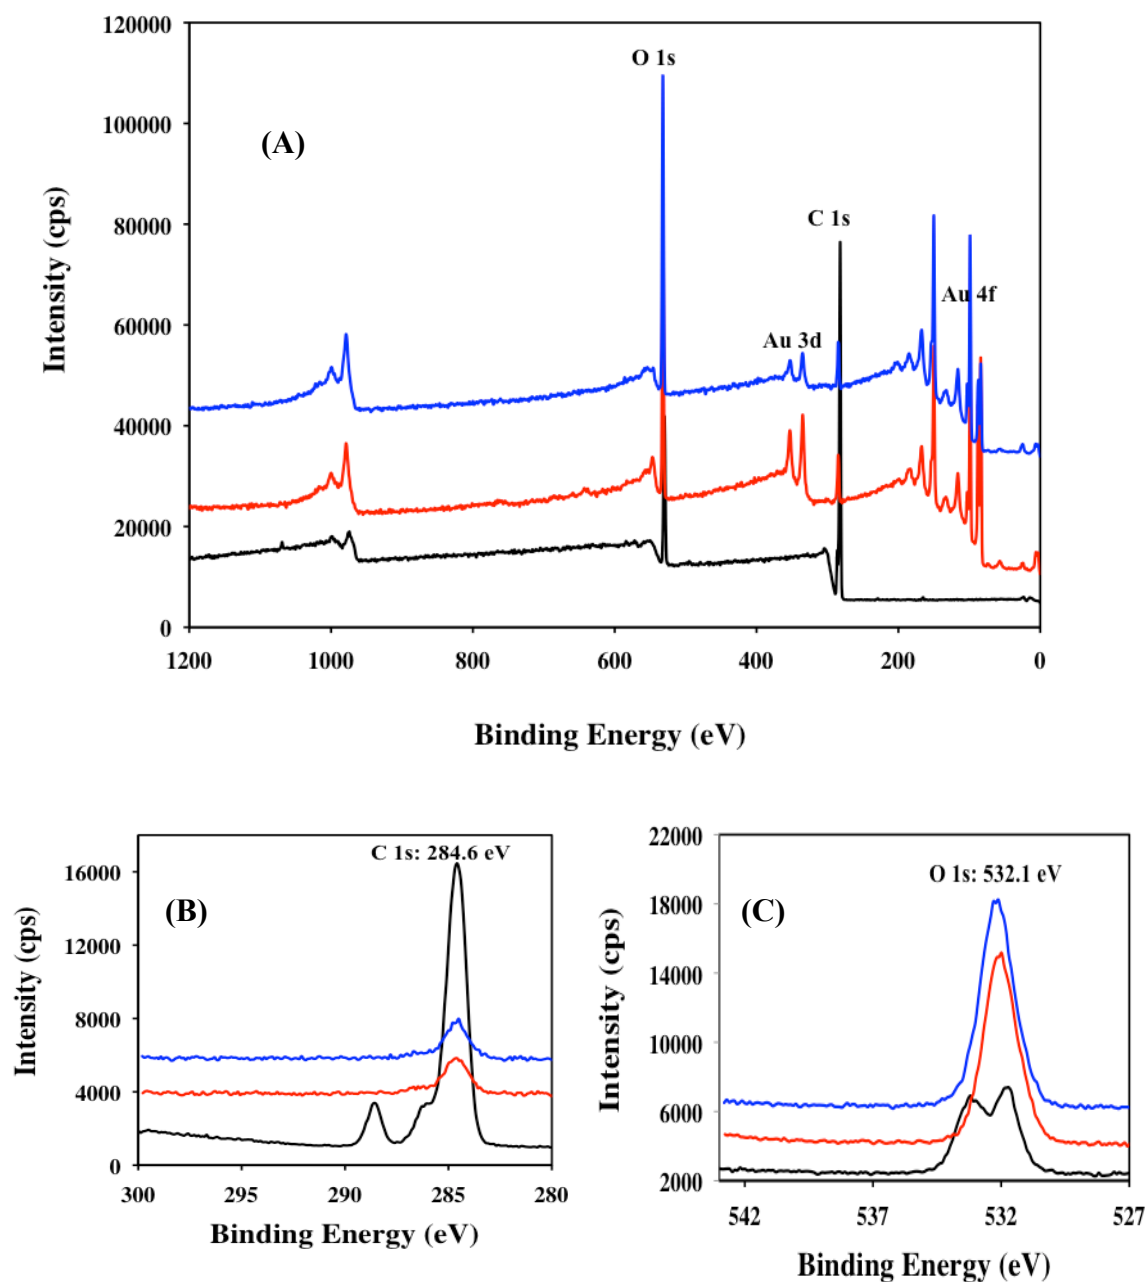 120000
O 1s
100000
(A)
80000
C 1s
Au 4f
60000
Au 3d
40000
20000
0
1200 1000 800 600 400 200 0
Intensity (cps)
Binding Energy (eV)
C 1s: 284.6 eV
16000
(B)
12000
8000
4000
0
300 295 290 285 280
Intensity (cps)
Binding Energy (eV)
22000
O 1s: 532.1 eV
18000
(C)
14000
10000
6000
2000
542 537 532 527
Intensity (cps)
Binding Energy (eV)